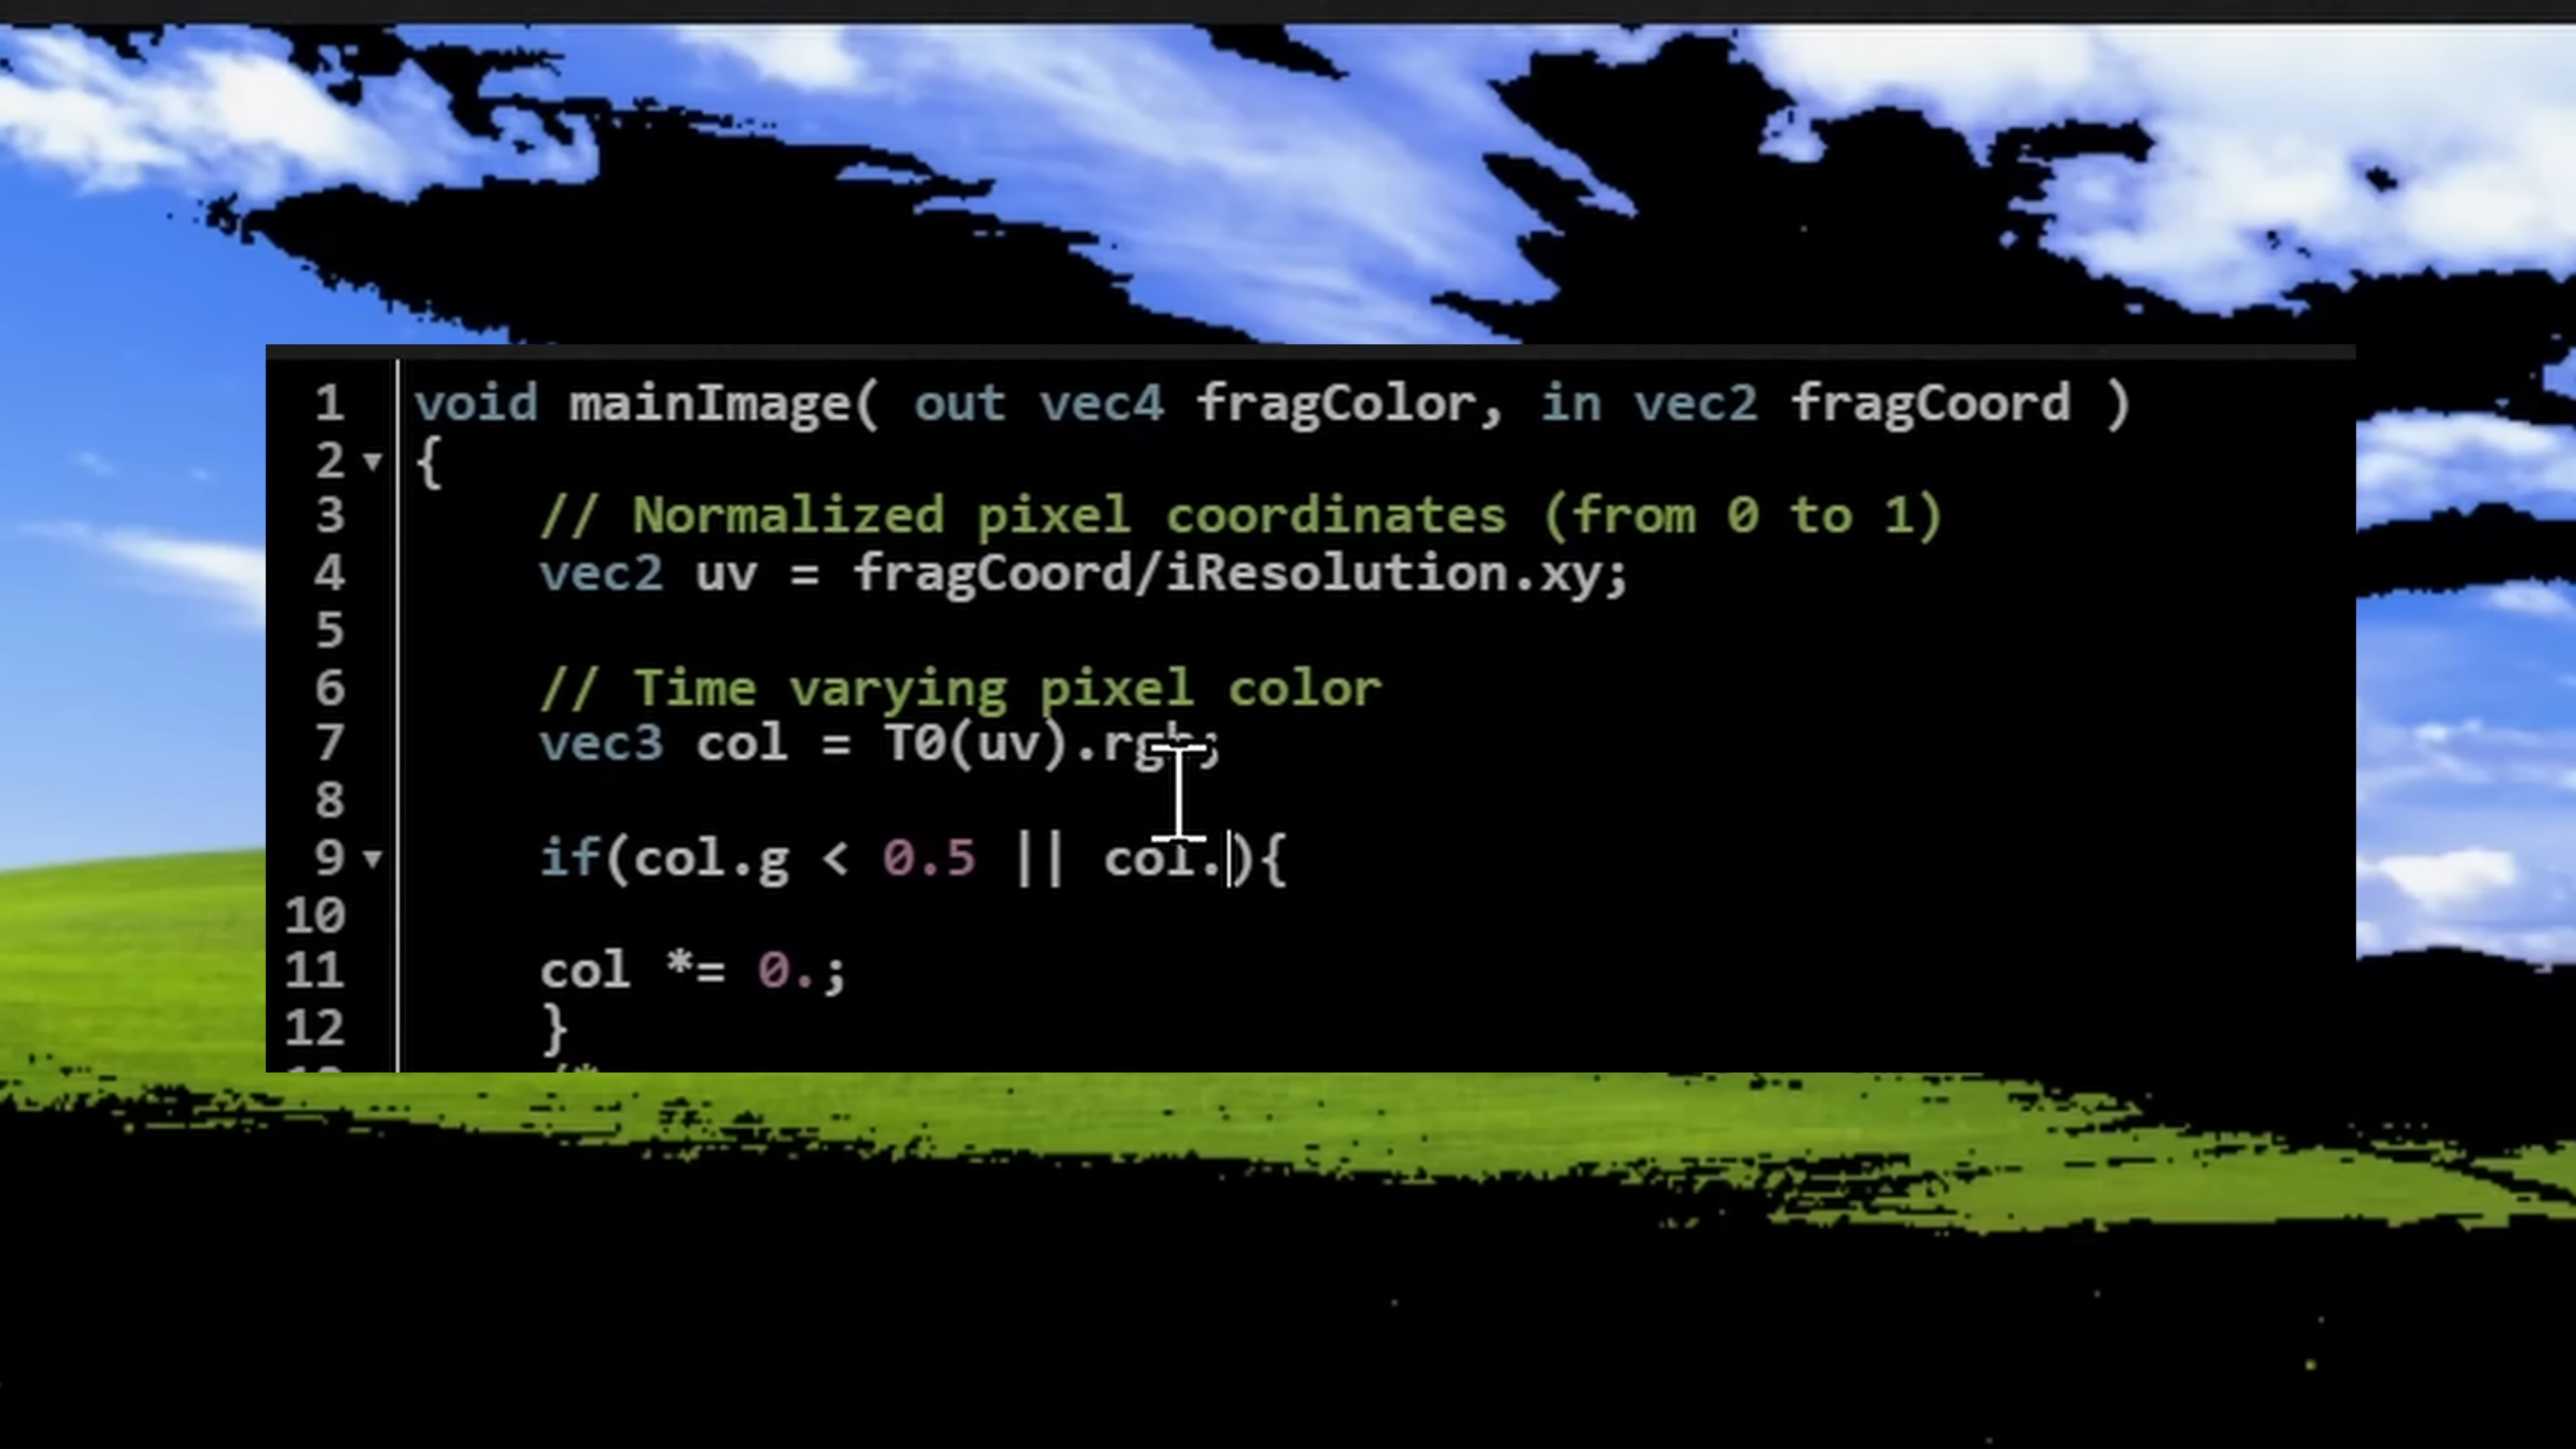 1 void mainImage( out vec4 fragColor, in vec2 fragCoord )
2 {
3 // Normalized pixel coordinates (from 0 to 1)
4 vec2 uv = fragCoord/iResolution.xy;
5
6 // Time varying pixel color
7 vec3 col = T0(uv).rgb;
8
9 if(col.g < 0.5 || col.){
10
11 col *= 0.;
12 }
/*